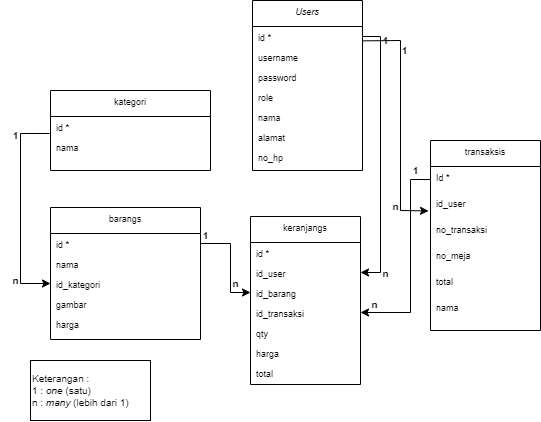 Users
id *
username
password
role
nama
alamat
no_hp
1
1
kategori
id *
nama
1
n
transaksis
Id *
id_user
no_transaksi
no_meja
total
nama
1
n
barangs
id *
nama
id_kategori
gambar
harga
1
n
keranjangs
id *
id_user
id_barang
id_transaksi
qty
harga
total
n
n
Keterangan :
1 : one (satu)
n : many (lebih dari 1)